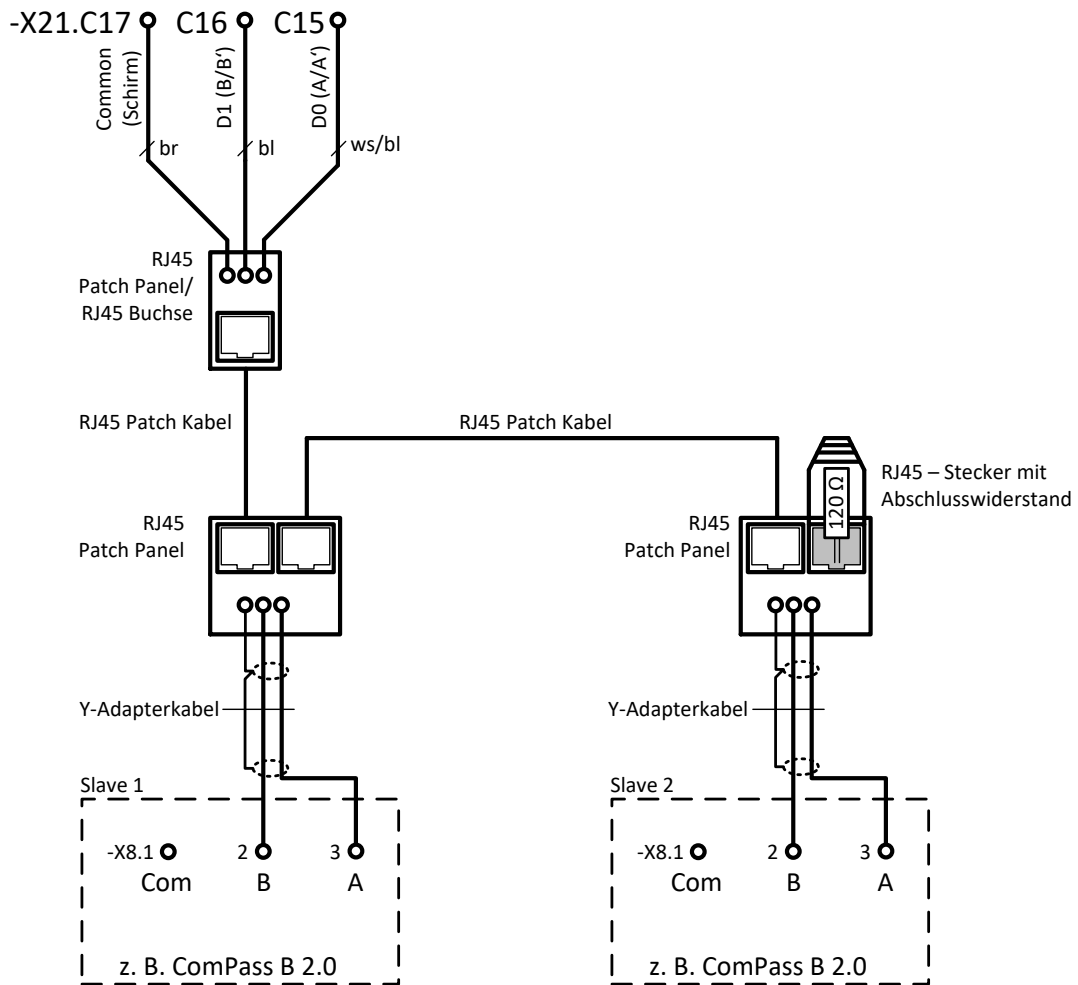 -X21.C17 C16 C15
Common
(Schirm)
D1 (B/B‘)
D0 (A/A‘)
br bl ws/bl
RJ45
Patch Panel/
RJ45 Buchse
RJ45 Patch Kabel
RJ45 Patch Kabel
RJ45 – Stecker mit
Abschlusswiderstand
120 Ω
RJ45
Patch Panel
RJ45
Patch Panel
Y-Adapterkabel
Y-Adapterkabel
Slave 1
-X8.1 2 3
Com B A
z. B. ComPass B 2.0
Slave 2
-X8.1 2 3
Com B A
z. B. ComPass B 2.0